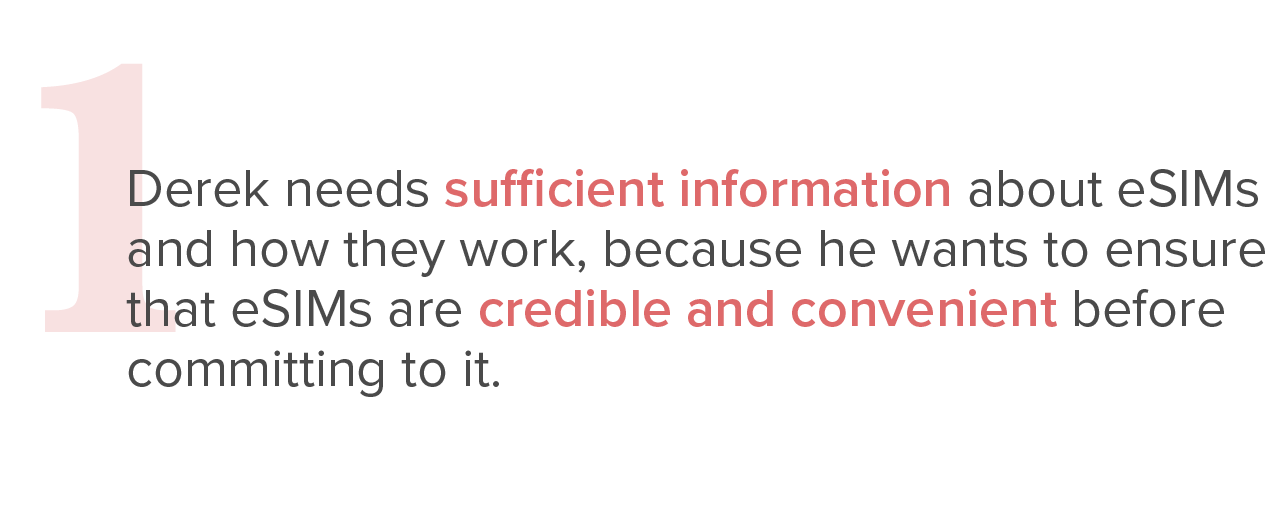 1
Derek needs sufficient information about eSIMs
and how they work, because he wants to ensure
that eSIMs are credible and convenient before
committing to it.